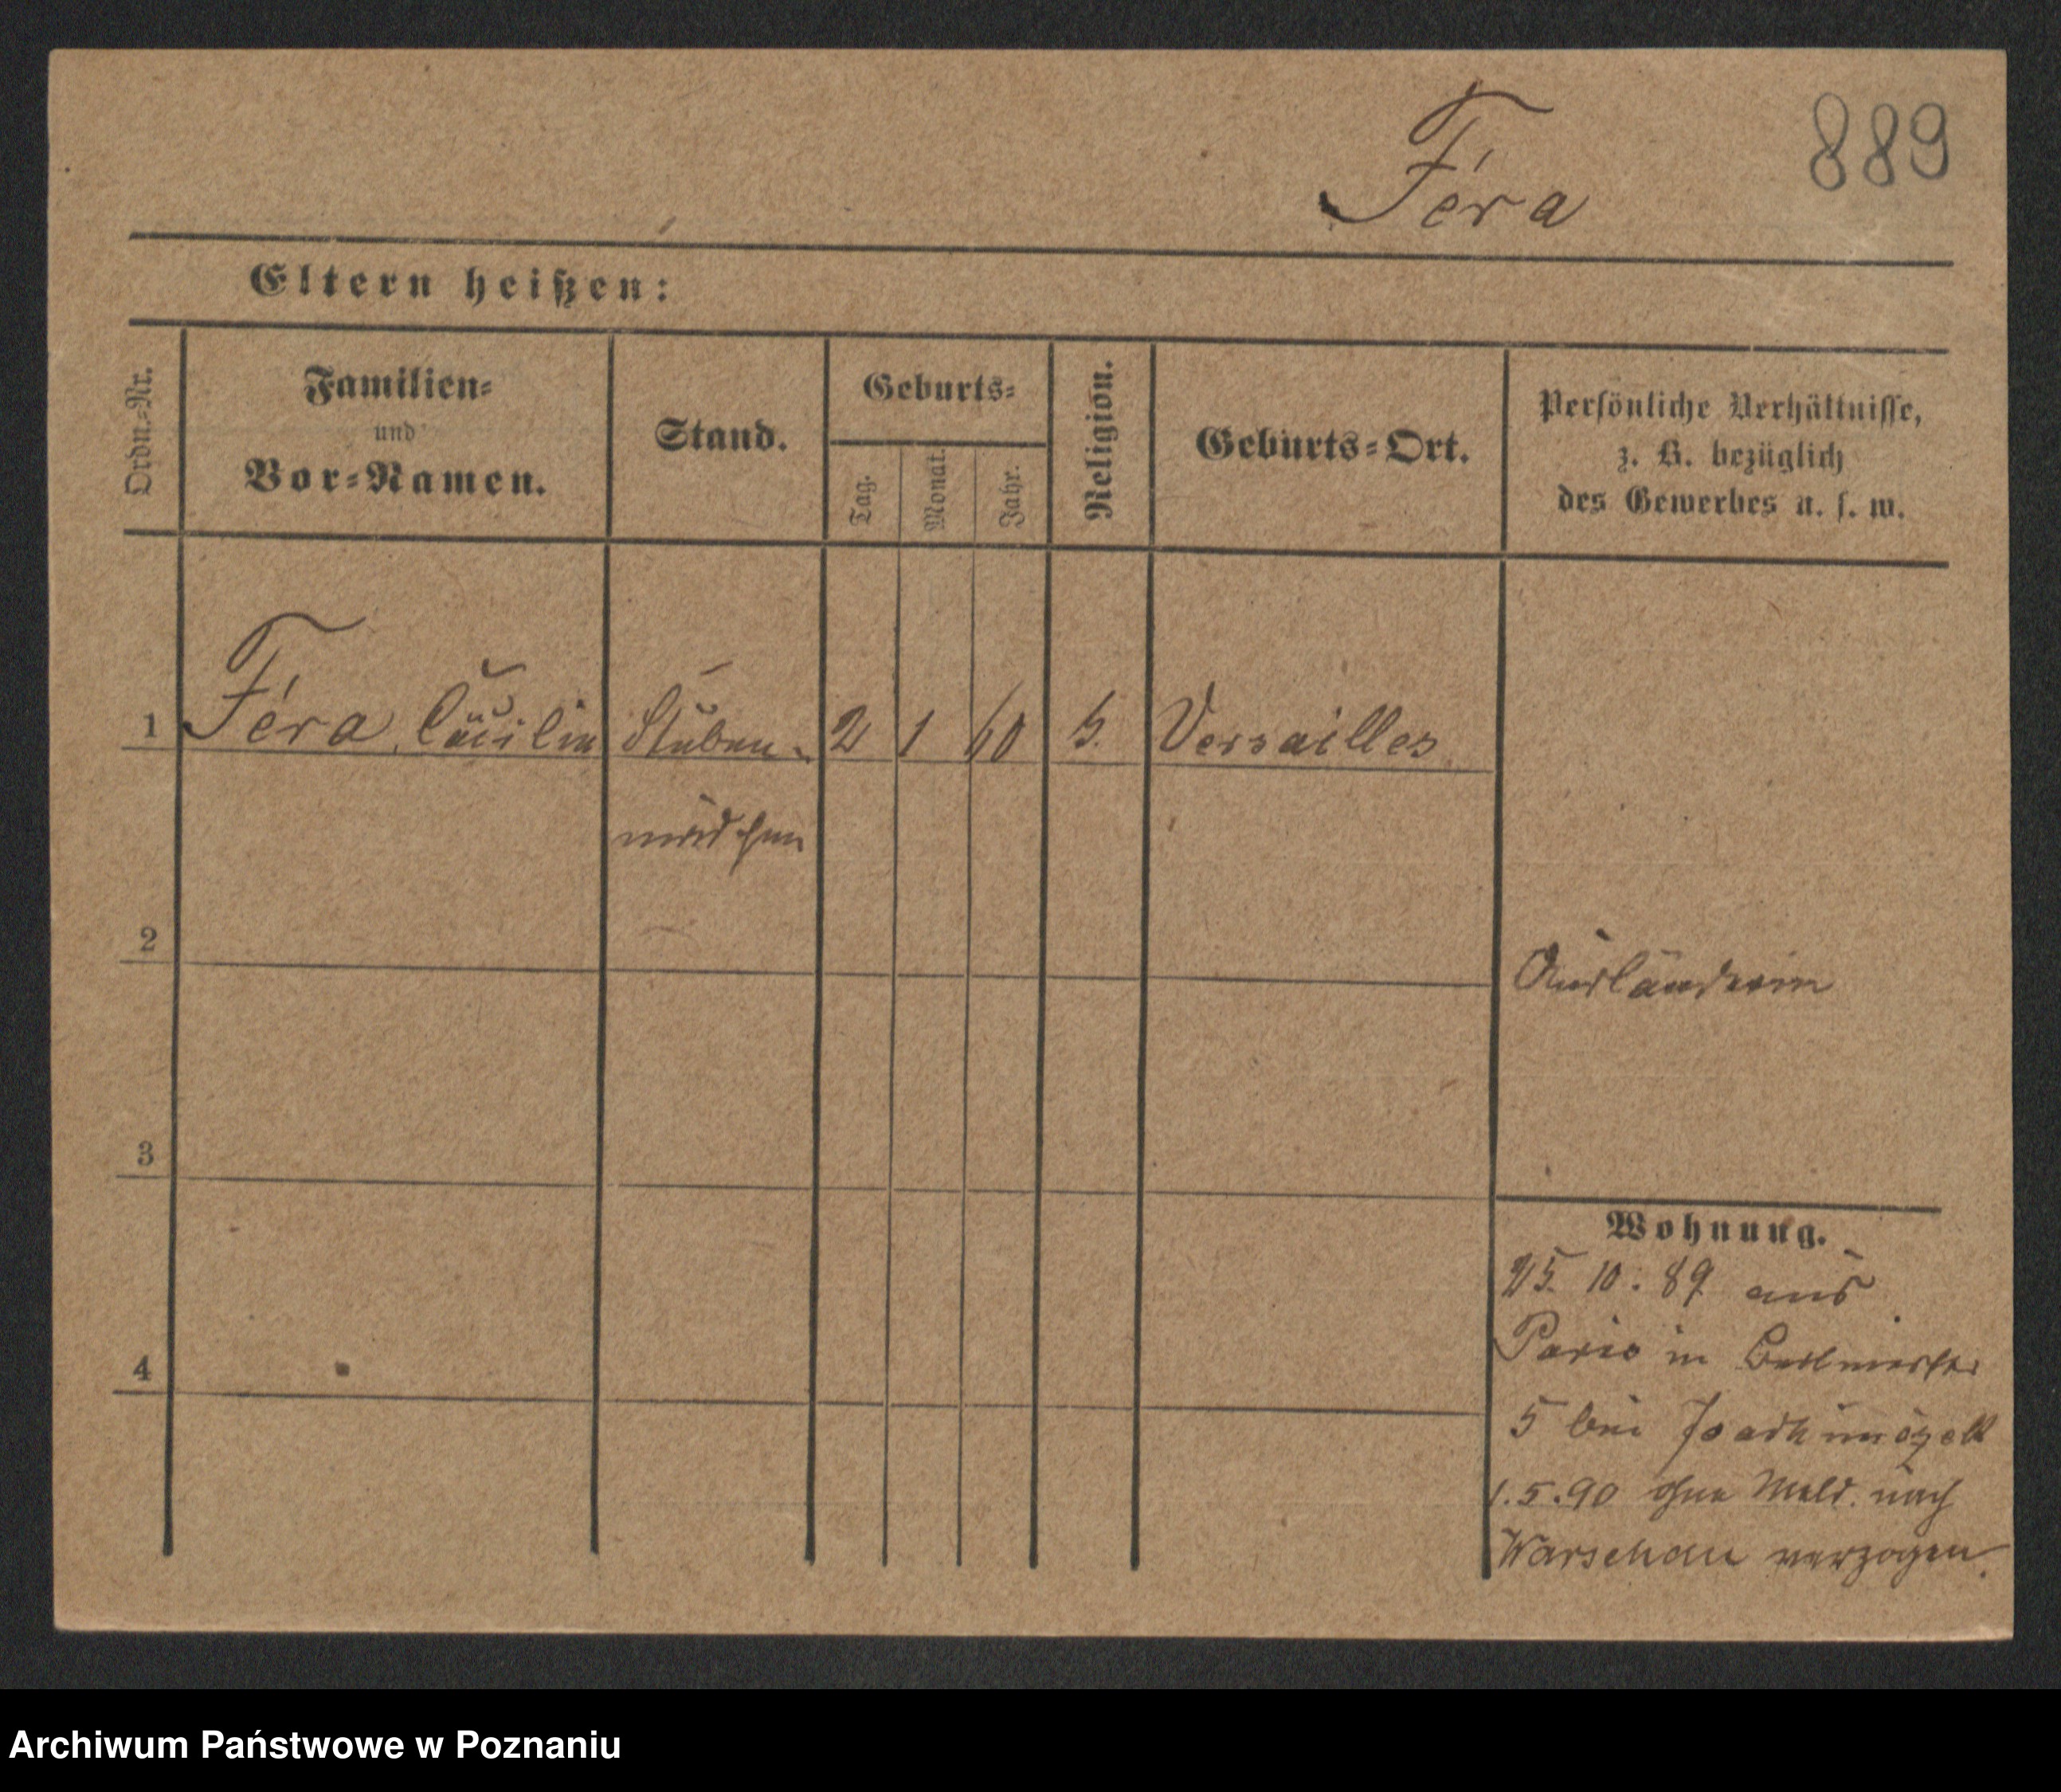 889
Féra
Eltern heißen:
Ordn.-Nr.
Familien-
und
Vor-Namen.
Stand.
Geburts-
Tag.
Monat.
Jahr.
Religion.
Geburts-Ort.
Persönliche Verhältnisse,
z. B. bezüglich
des Gewerbes u. s. w.
1 Féra, Cäcilie Stuben- 2 1 60 Versailles
mädchen
2
Ausländerin
3
Wohnung.
25. 10. 89 aus
Paris in
4
5 bei
1.5.90 ohne Meld. nach
Warschau verzogen.
Archiwum Państwowe w Poznaniu